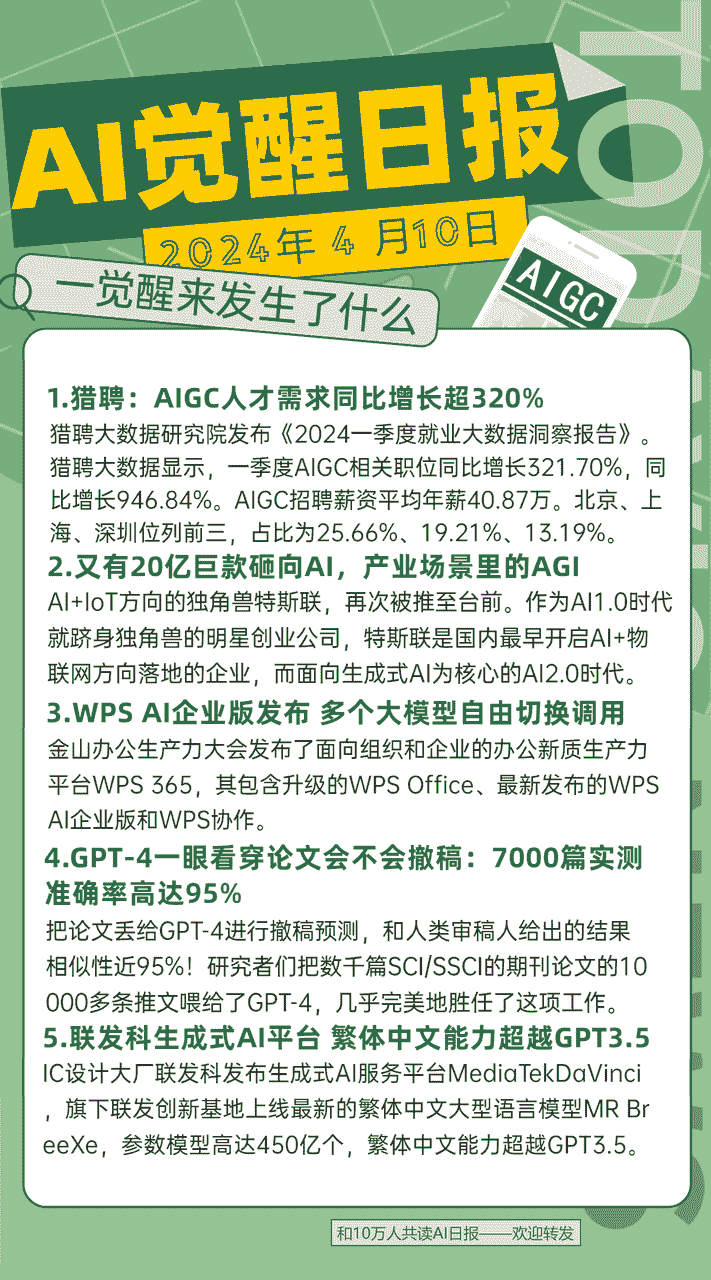 AI觉醒日报
2024年4月10日
一觉醒来发生了什么
AIGC
1.猎聘：AIGC人才需求同比增长超320%
猎聘大数据研究院发布《2024一季度就业大数据洞察报告》。
猎聘大数据显示，一季度AIGC相关职位同比增长321.70%，同
比增长946.84%。AIGC招聘薪资平均年薪40.87万。北京、上
海、深圳位列前三，占比为25.66%、19.21%、13.19%。
2.又有20亿巨款砸向AI，产业场景里的AGI
AI+IoT方向的独角兽特斯联，再次被推至台前。作为AI1.0时代
就跻身独角兽的明星创业公司，特斯联是国内最早开启AI+物
联网方向落地的企业，而面向生成式AI为核心的AI2.0时代。
3.WPS AI企业版发布 多个大模型自由切换调用
金山办公生产力大会发布了面向组织和企业的办公新质生产力
平台WPS 365，其包含升级的WPS Office、最新发布的WPS
AI企业版和WPS协作。
4.GPT-4一眼看穿论文会不会撤稿：7000篇实测
准确率高达95%
把论文丢给GPT-4进行撤稿预测，和人类审稿人给出的结果
相似性近95%！研究者们把数千篇SCI/SSCI的期刊论文的10
000多条推文喂给了GPT-4，几乎完美地胜任了这项工作。
5.联发科生成式AI平台 繁体中文能力超越GPT3.5
IC设计大厂联发科发布生成式AI服务平台MediaTekDaVinci
，旗下联发创新基地上线最新的繁体中文大型语言模型MR Br
eeXe，参数模型高达450亿个，繁体中文能力超越GPT3.5。
和10万人共读AI日报——欢迎转发